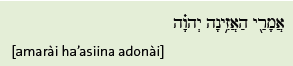 אֲמָרַ֖י הַאֲזִ֥ינָה יְהוָ֗ה
[amarài ha'asiina adonài]